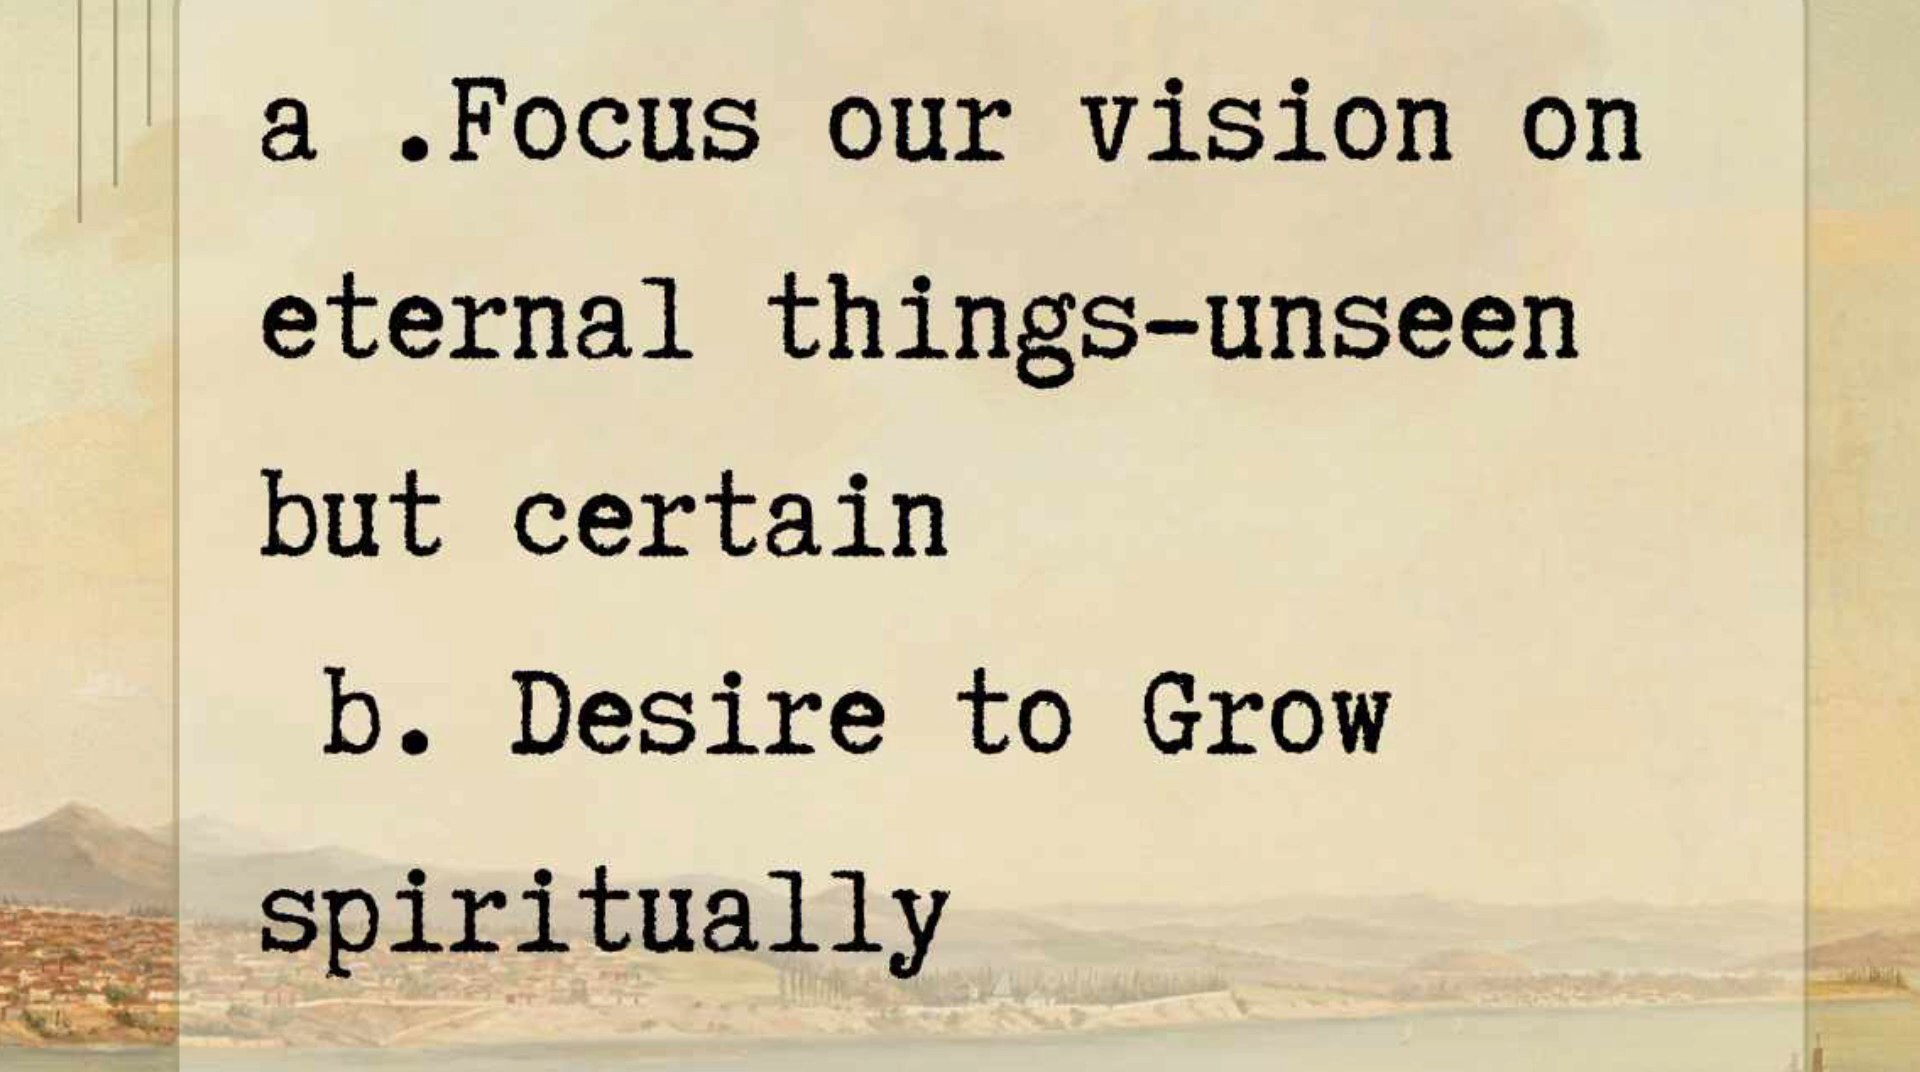 a .Focus our vision on
eternal things-unseen
but certain
b. Desire to Grow
spiritually